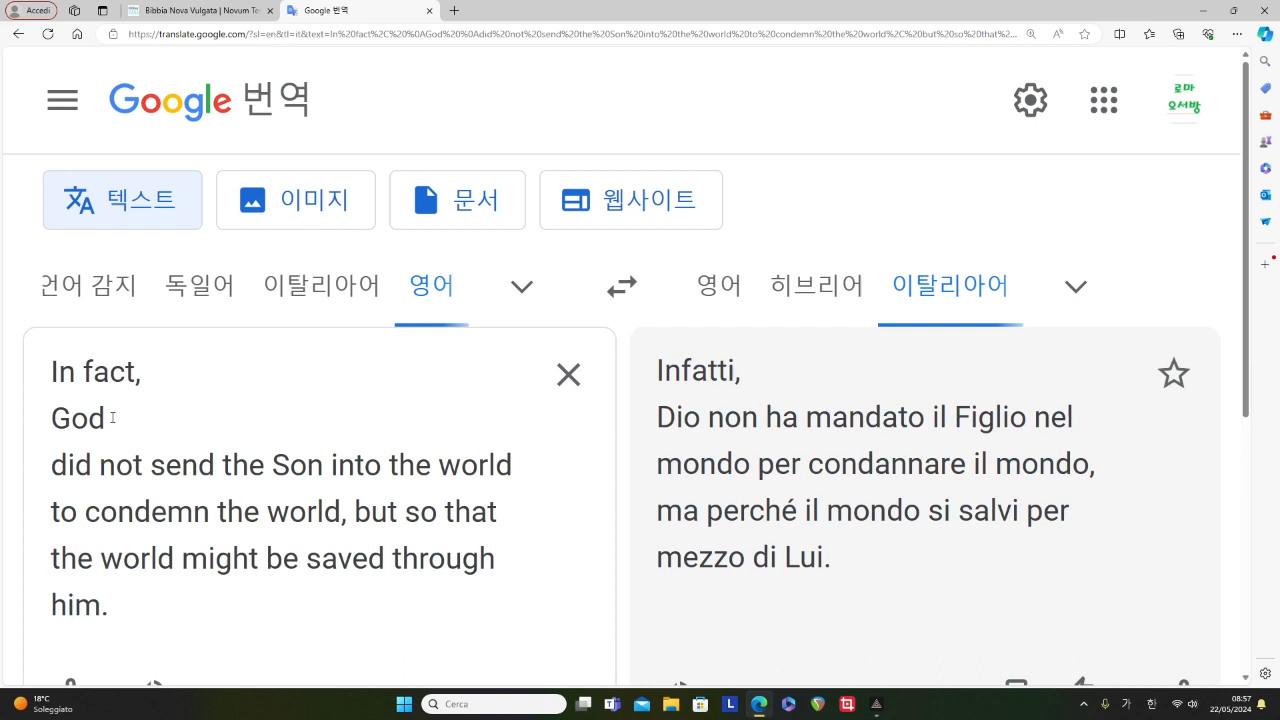 Accedi
Bibbia Nova Vulgata | Novum Te
Google 번역
https://translate.google.com/?sl=en&tl=it&text=In%20fact%2C%20%0AGod%20%0Adid%20not%20send%20the%20Son%20into%20the%20world%20to%20condemn%20the%20world%2C%20but%20so%20that%2...
Google 번역
로마
오서방
텍스트
이미지
문서
웹사이트
언어 감지
독일어
이탈리아어
영어
영어
히브리어
이탈리아어
In fact,
God
did not send the Son into the world
to condemn the world, but so that
the world might be saved through
him.
Infatti,
Dio non ha mandato il Figlio nel
mondo per condannare il mondo,
ma perché il mondo si salvi per
mezzo di Lui.
18°C
Soleggiato
Cerca
가
한
08:57
22/05/2024